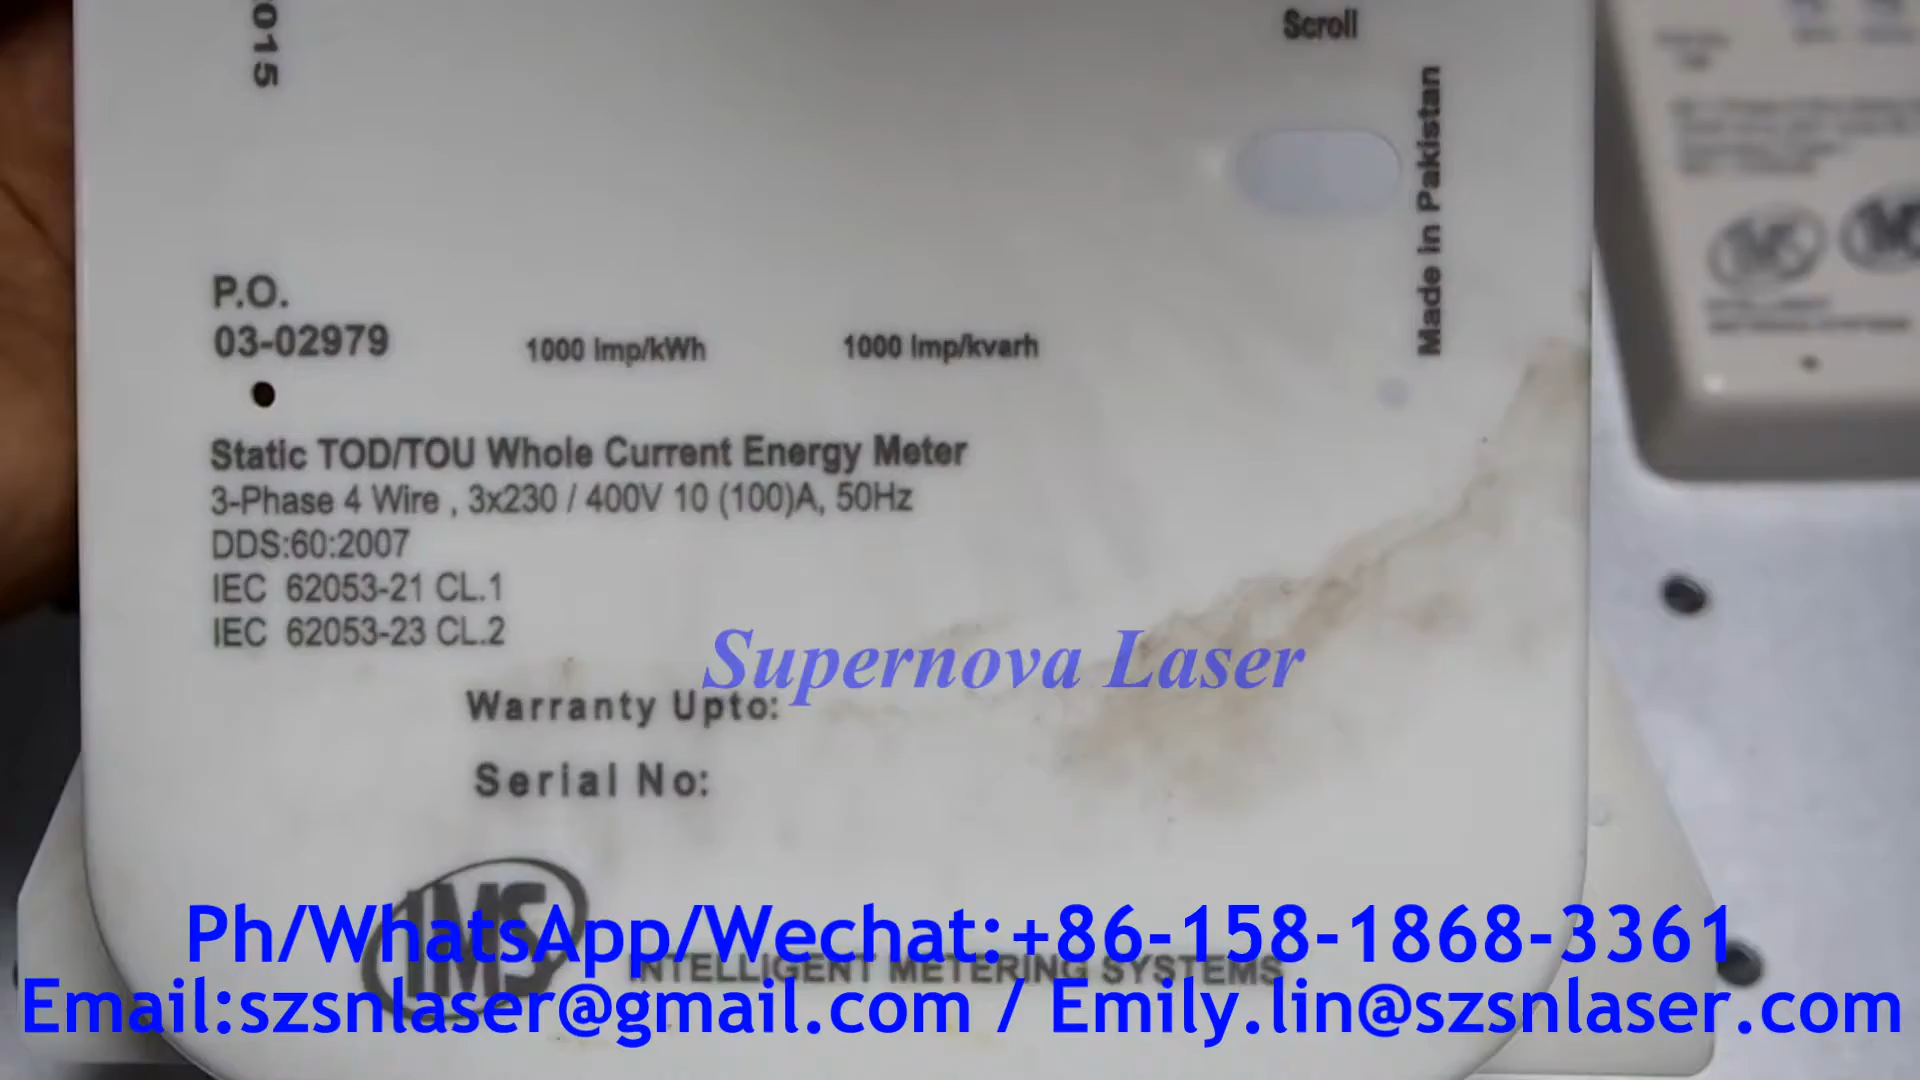 015
Scroll
Made in Pakistan
P.O.
03-02979
1000 Imp/kWh
1000 Imp/kvarh
Static TOD/TOU Whole Current Energy Meter
3-Phase 4 Wire , 3x230 / 400V 10 (100)A, 50Hz
DDS:60:2007
IEC 62053-21 CL.1
IEC 62053-23 CL.2
Supernova Laser
Warranty Upto:
Serial No:
IMS
INTELLIGENT METERING SYSTEMS
Ph/WhatsApp/Wechat:+86-158-1868-3361
Email:szsnlaser@gmail.com / Emily.lin@szsnlaser.com
IMS
IMS